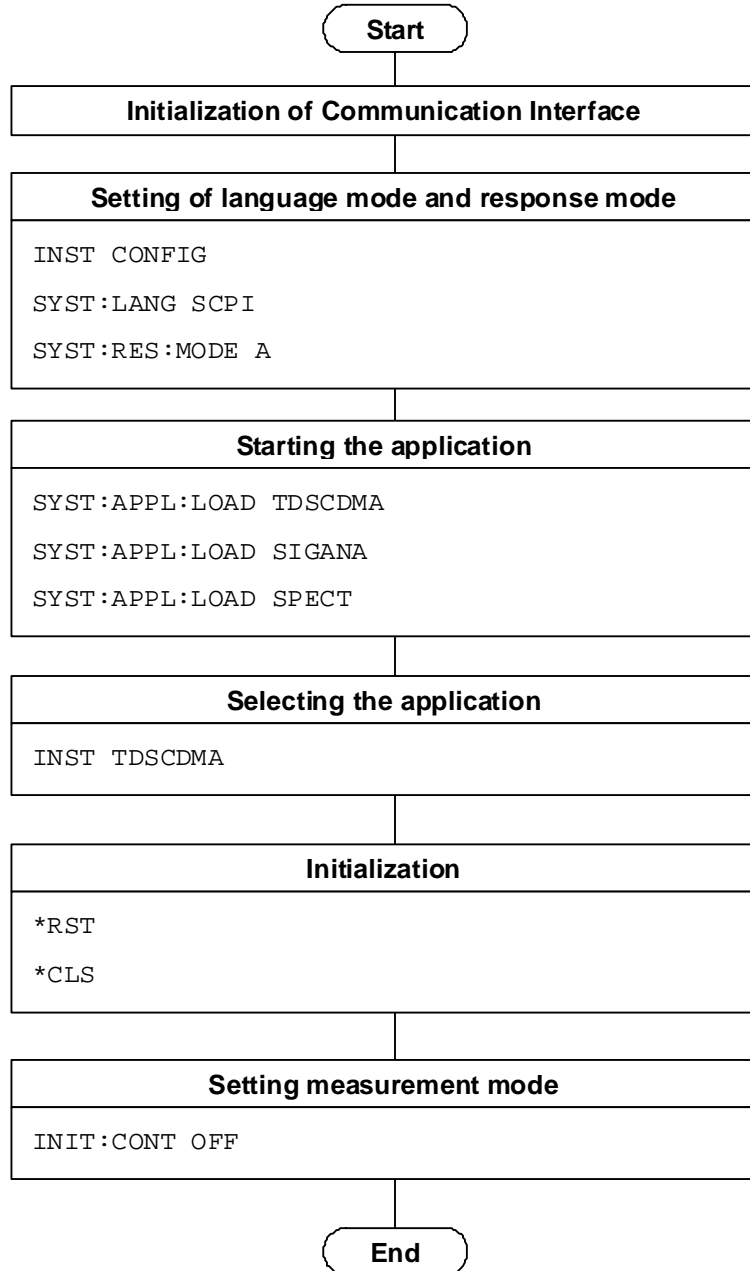 Start
Initialization of Communication Interface
Setting of language mode and response mode
INST CONFIG
SYST:LANG SCPI
SYST:RES:MODE A
Starting the application
SYST:APPL:LOAD TDSCDMA
SYST:APPL:LOAD SIGANA
SYST:APPL:LOAD SPECT
Selecting the application
INST TDSCDMA
Initialization
*RST
*CLS
Setting measurement mode
INIT:CONT OFF
End